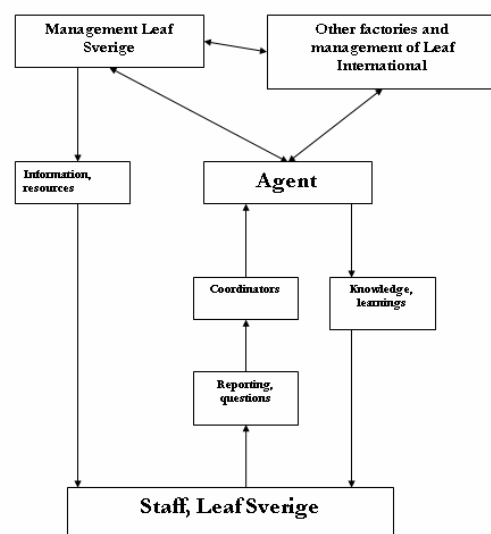 Management Leaf
Sverige
Other factories and
management of Leaf
International
Information,
resources
Agent
Coordinators
Knowledge,
learnings
Reporting,
questions
Staff, Leaf Sverige